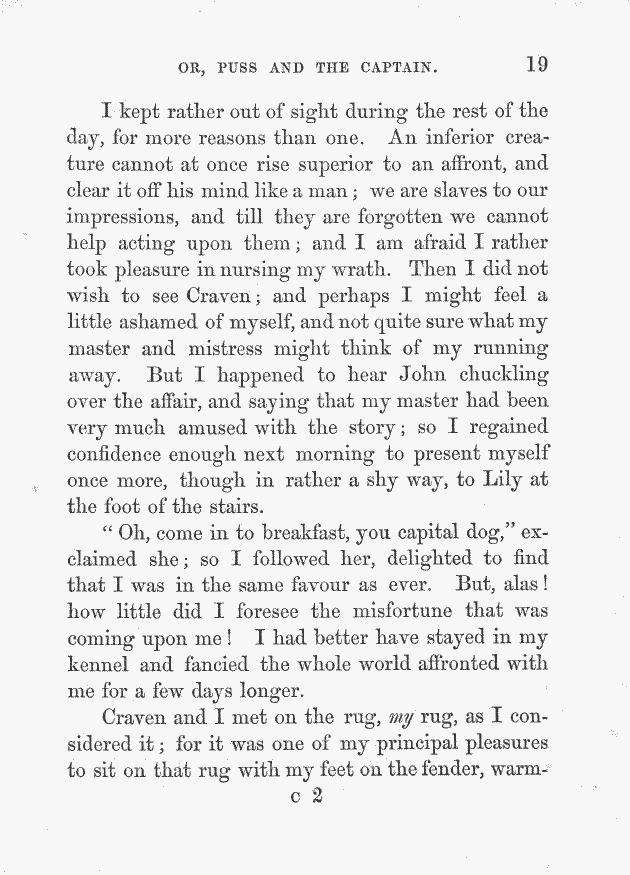 OR, PUSS AND THE CAPTAIN. 19
I kept rather out of sight during the rest of the
day, for more reasons than one. An inferior crea-
ture cannot at once rise superior to an affront, and
clear it off his mind like a man; we are slaves to our
impressions, and till they are forgotten we cannot
help acting upon them; and I am afraid I rather
took pleasure in nursing my wrath. Then I did not
wish to see Craven; and perhaps I might feel a
little ashamed of myself, and not quite sure what my
master and mistress might think of my running
away. But I happened to hear John chuckling
over the affair, and saying that my master had been
very much amused with the story; so I regained
confidence enough next morning to present myself
once more, though in rather a shy way, to Lily at
the foot of the stairs.
“Oh, come in to breakfast, you capital dog,” ex-
claimed she; so I followed her, delighted to find
that I was in the same favour as ever. But, alas!
how little did I foresee the misfortune that was
coming upon me! I had better have stayed in my
kennel and fancied the whole world affronted with
me for a few days longer.
Craven and I met on the rug, my rug, as I con-
sidered it; for it was one of my principal pleasures
to sit on that rug with my feet on the fender, warm-
C 2